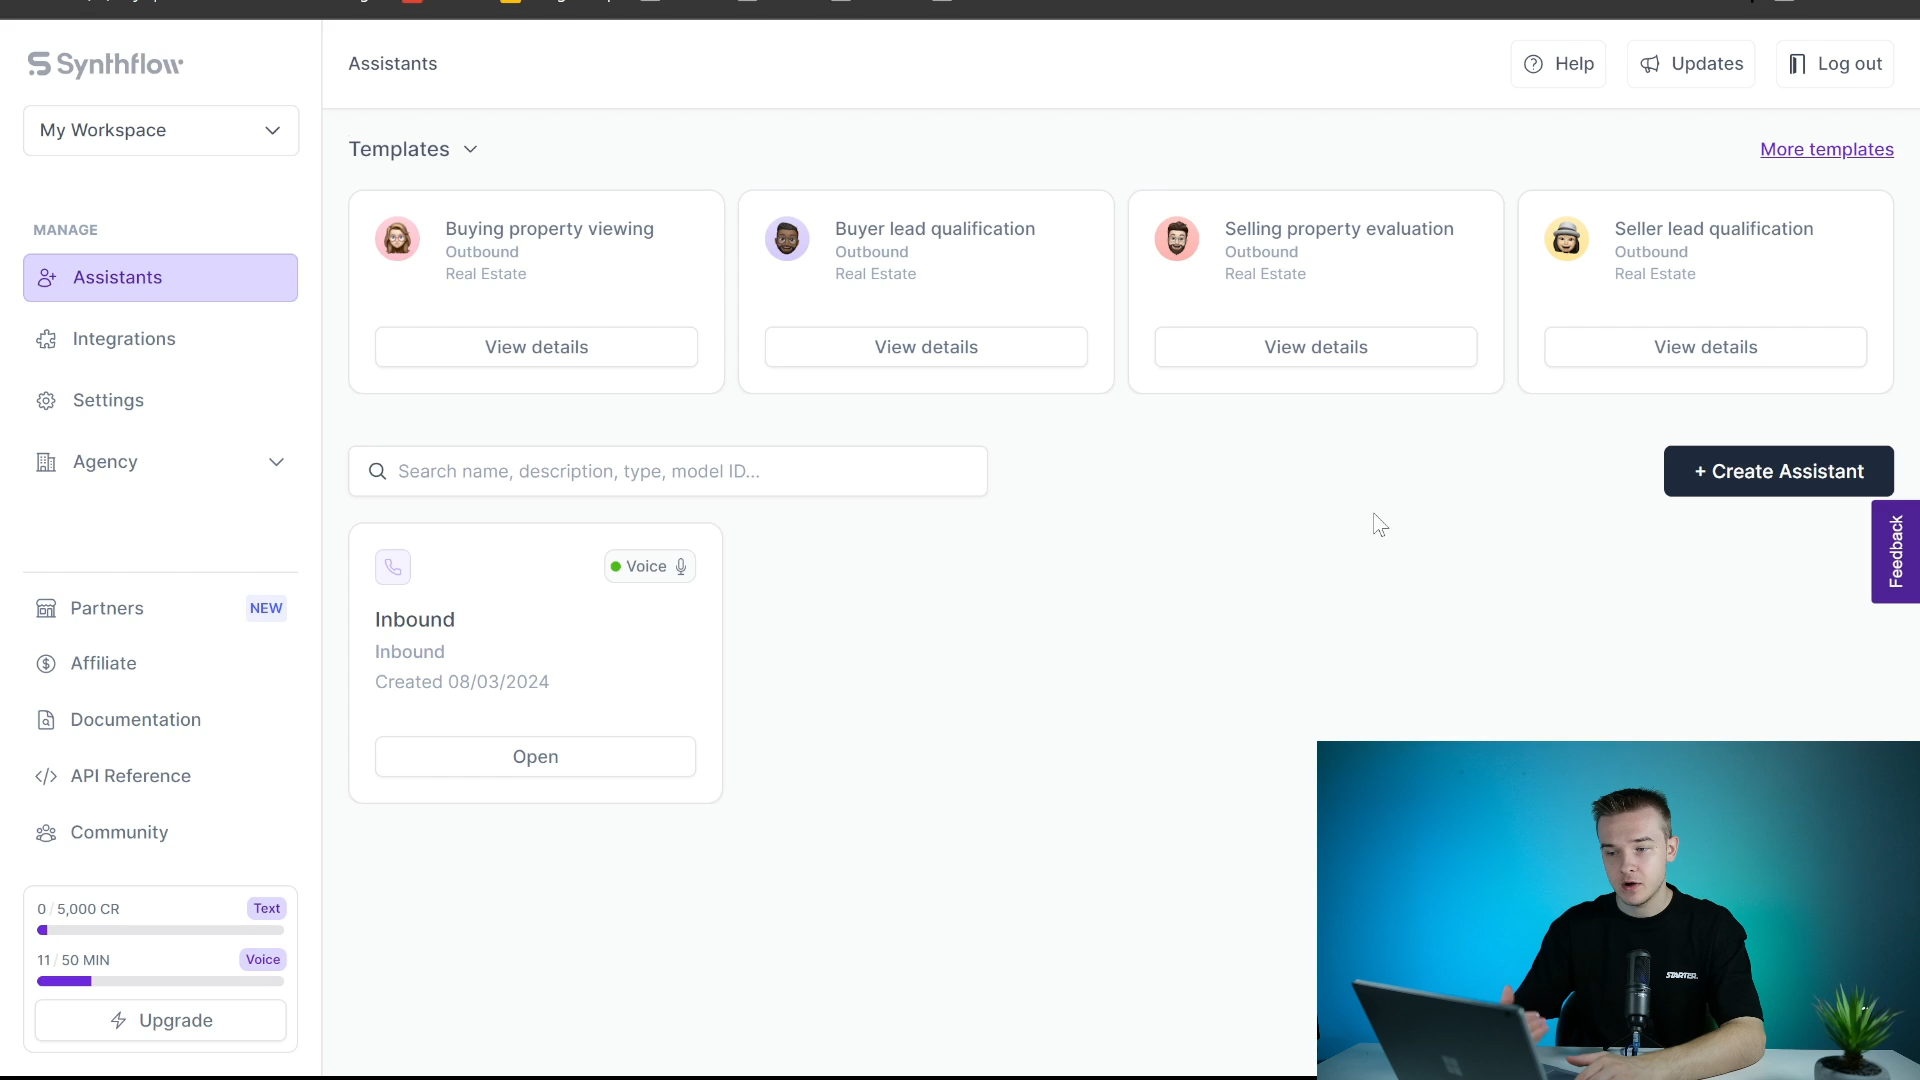 Synthflow
Assistants
Help
Updates
Log out
My Workspace
Templates
More templates
MANAGE
Assistants
Integrations
Settings
Agency
Buying property viewing
Outbound
Real Estate
View details
Buyer lead qualification
Outbound
Real Estate
View details
Selling property evaluation
Outbound
Real Estate
View details
Seller lead qualification
Outbound
Real Estate
View details
Search name, description, type, model ID...
+ Create Assistant
Feedback
Voice
Inbound
Inbound
Created 08/03/2024
Open
Partners NEW
Affiliate
Documentation
</> API Reference
Community
0 / 5,000 CR Text
11 / 50 MIN Voice
Upgrade
STARTER.